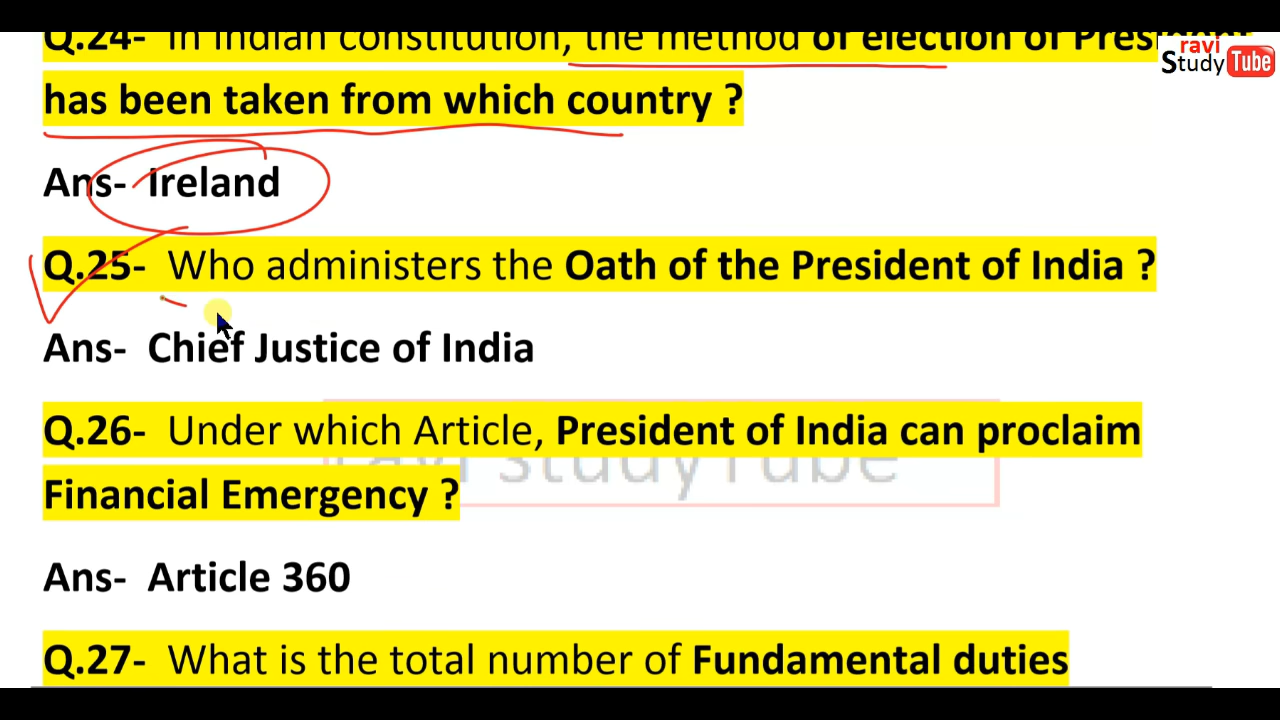 Q.24- In Indian constitution, the method of election of President
ravi
Study Tube
has been taken from which country ?
Ans- Ireland
Q.25- Who administers the Oath of the President of India ?
Ans- Chief Justice of India
Q.26- Under which Article, President of India can proclaim
ravi StudyTube
Financial Emergency ?
Ans- Article 360
Q.27- What is the total number of Fundamental duties